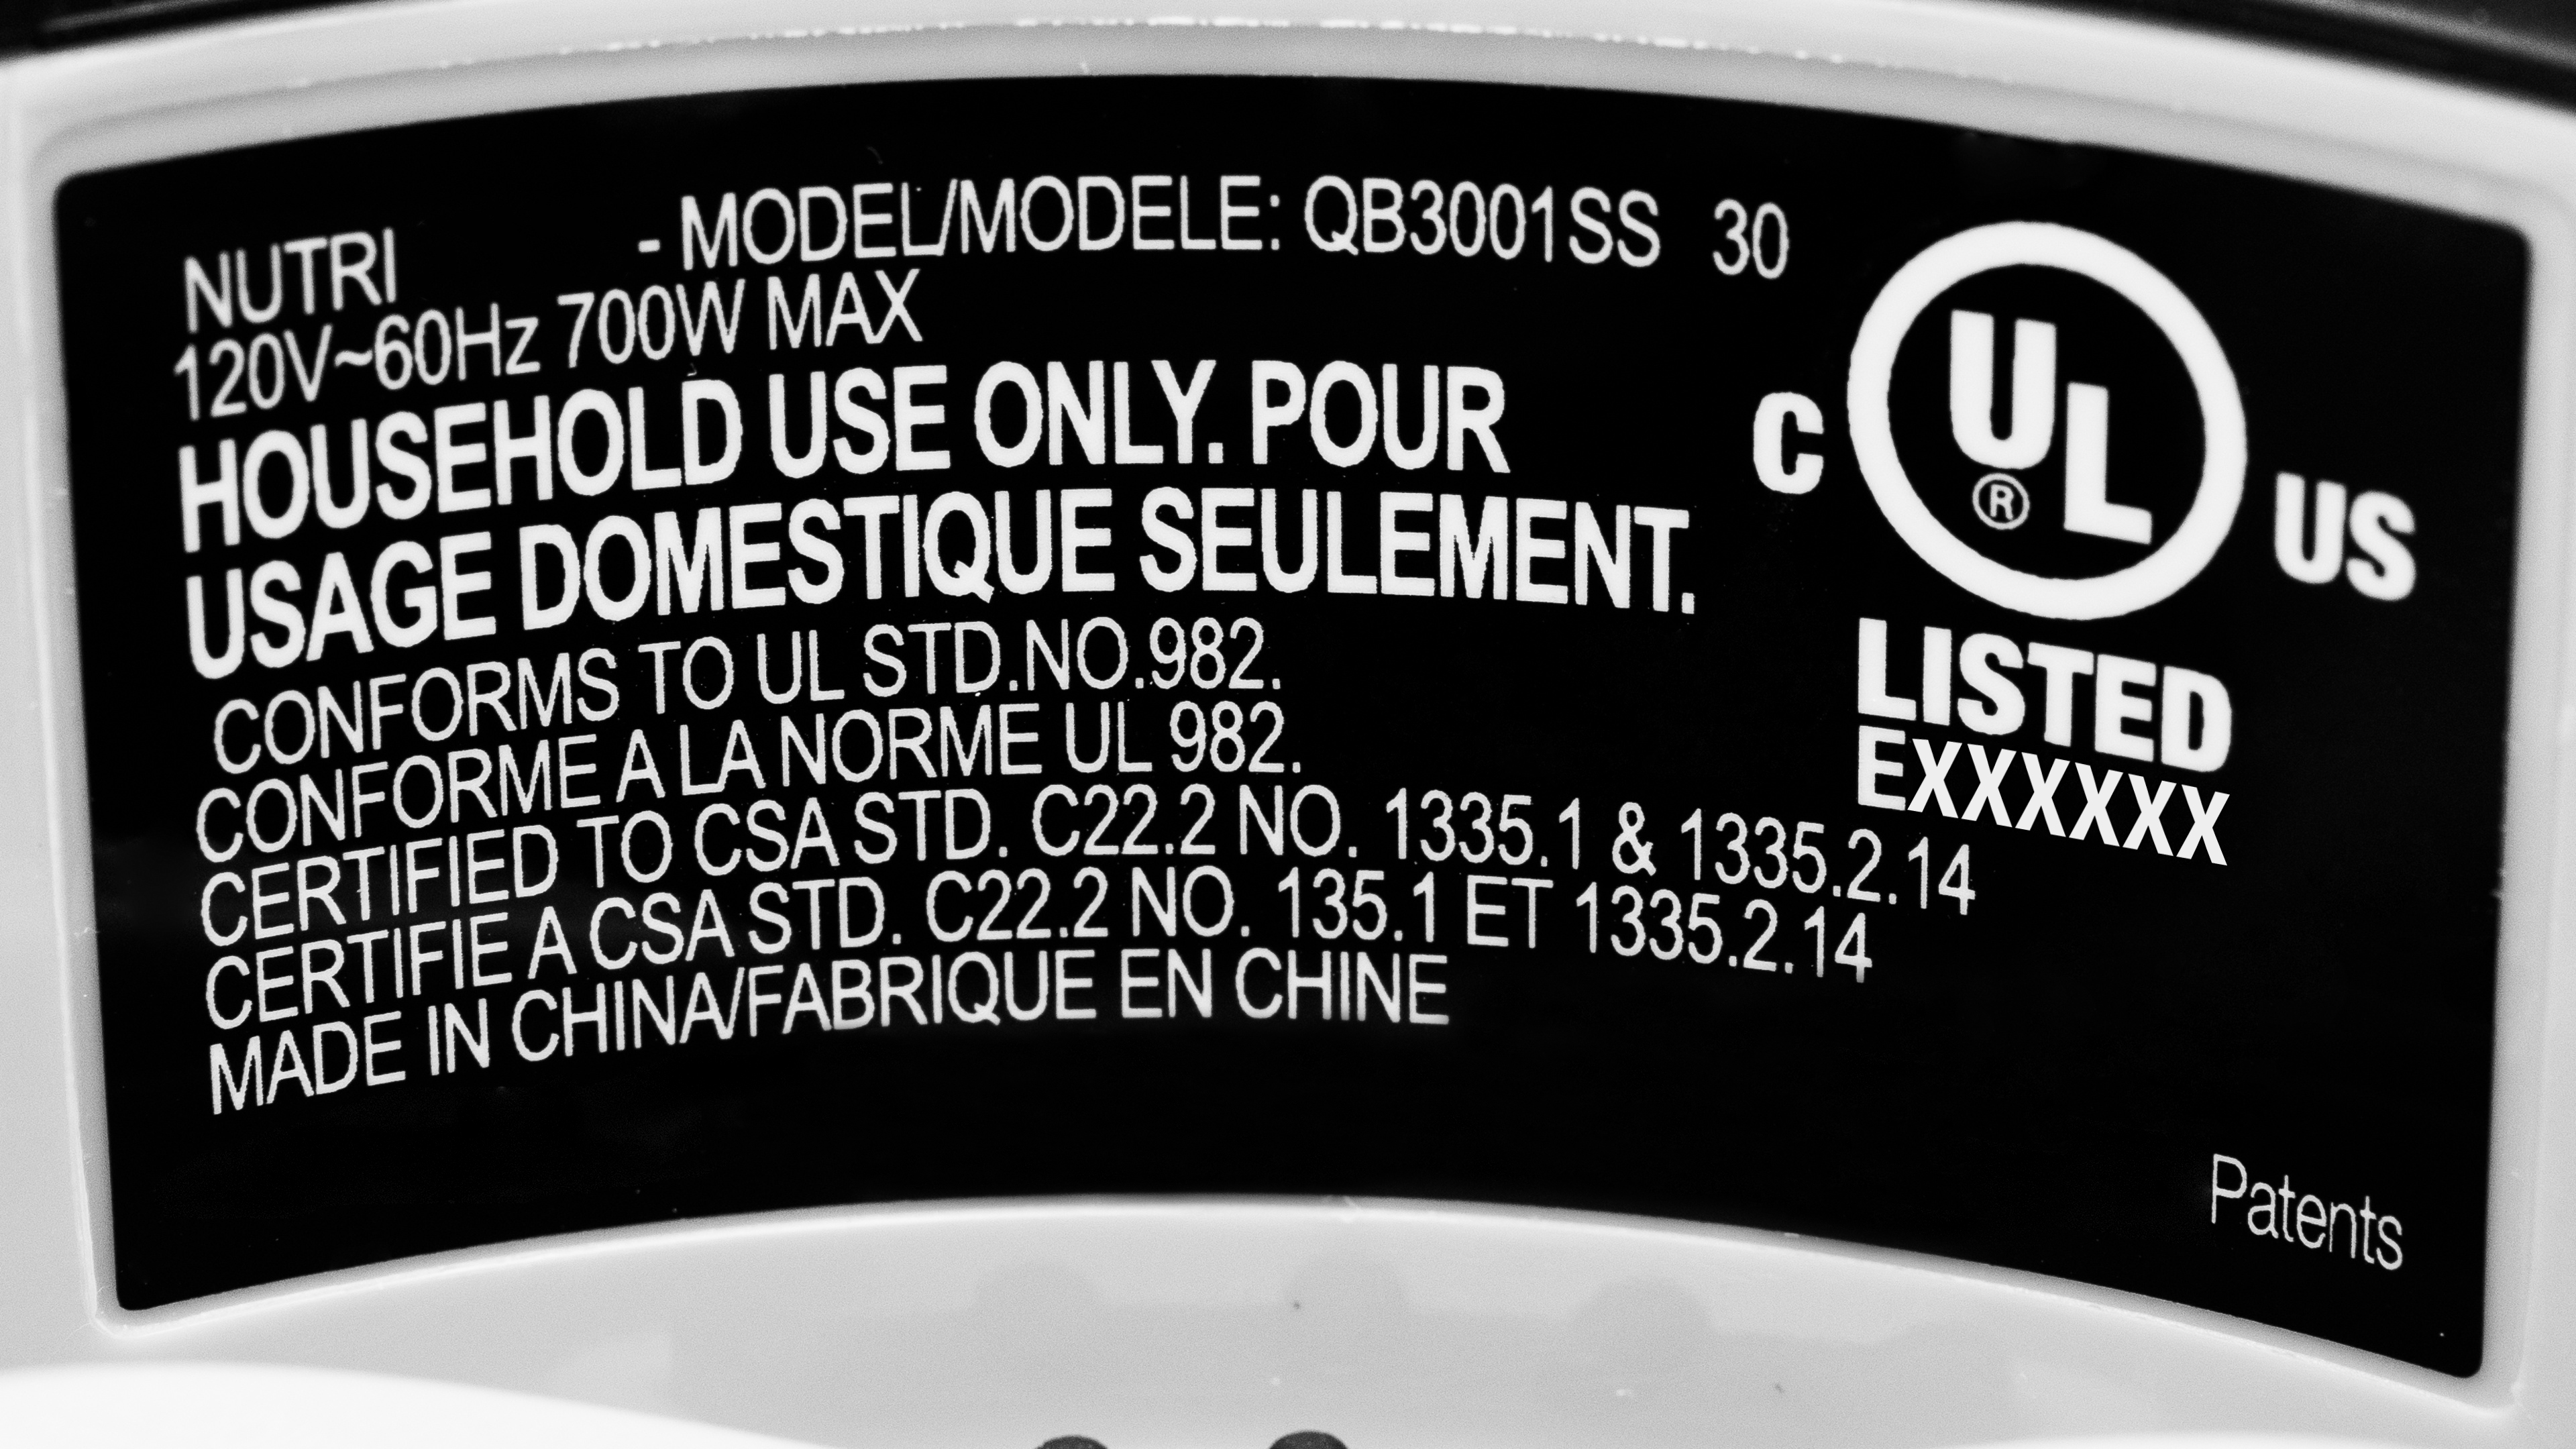 NUTRI - MODEL/MODELE: QB3001SS 30
120V~60Hz 700W MAX
HOUSEHOLD USE ONLY. POUR
USAGE DOMESTIQUE SEULEMENT.
CONFORMS TO UL STD.NO.982.
CONFORME A LA NORME UL 982.
CERTIFIED TO CSA STD. C22.2 NO. 1335.1 & 1335.2.14
CERTIFIE A CSA STD. C22.2 NO. 135.1 ET 1335.2.14
MADE IN CHINA/FABRIQUE EN CHINE
C UL® US
LISTED
EXXXXXX
Patents